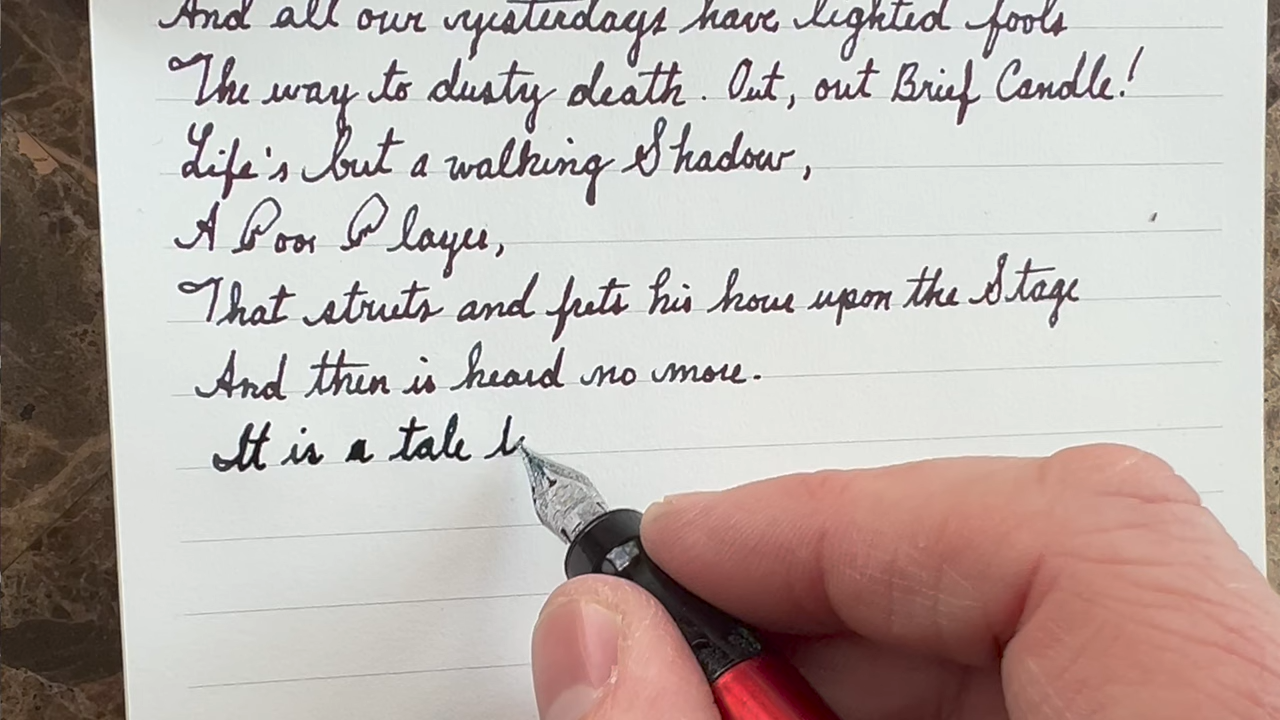 And all our yesterdays have lighted fools
The way to dusty death. Out, out Brief Candle!
Life's but a walking Shadow,
A Poor Player,
That struts and frets his hour upon the Stage
And then is heard no more.
It is a tale